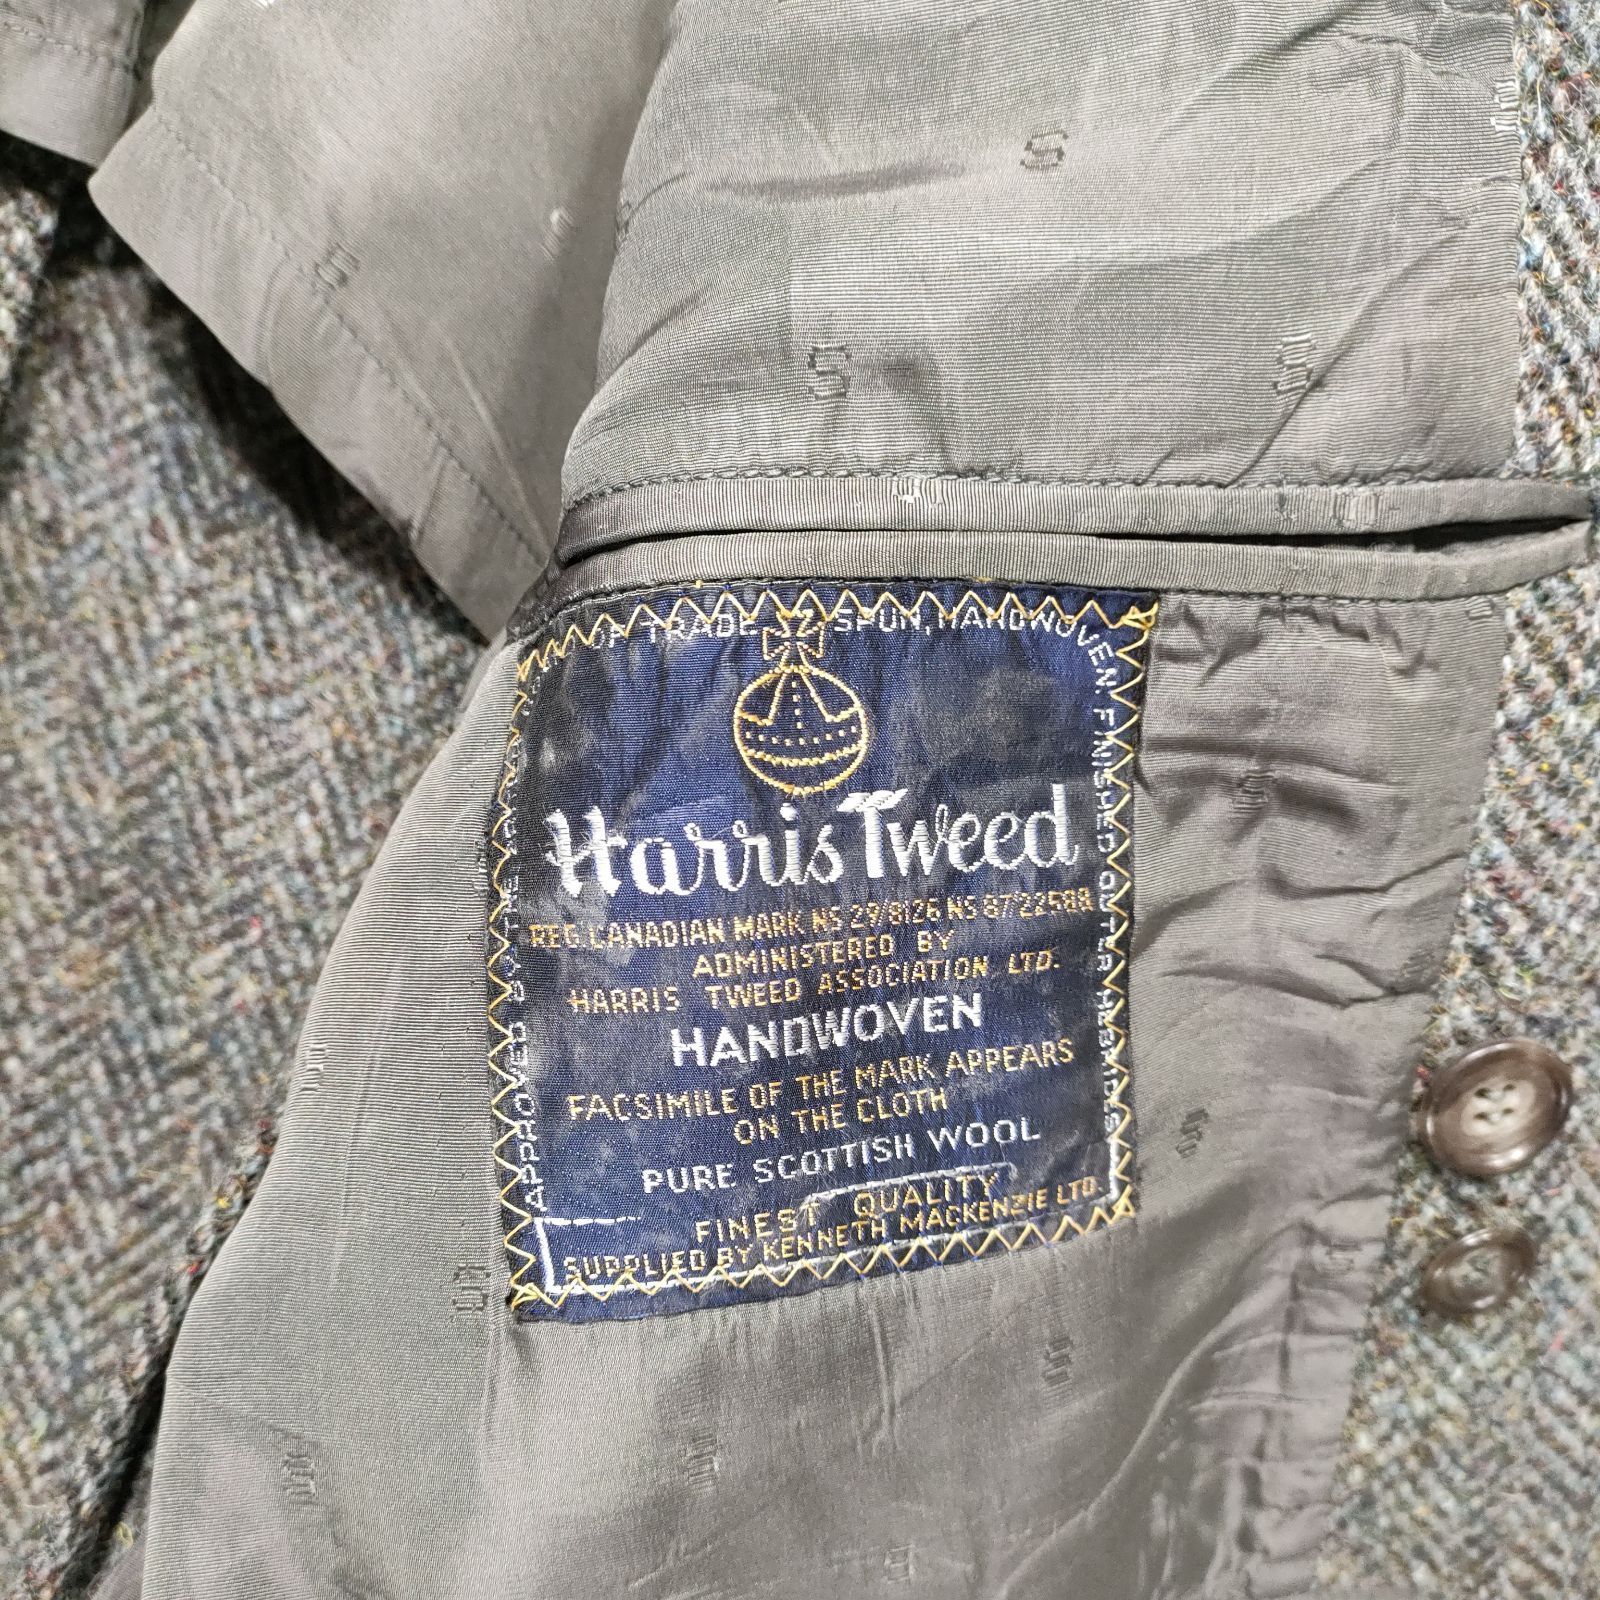 APPROVED BY THE
OF TRADE
SPUN, HANDWOVEN, FINISHED OUTER HEBRIDES
Harris Tweed
REG. CANADIAN MARK NS 29/8126 NS 87/22588
ADMINISTERED BY
HARRIS TWEED ASSOCIATION LTD.
HANDWOVEN
FACSIMILE OF THE MARK APPEARS
ON THE CLOTH
PURE SCOTTISH WOOL
FINEST QUALITY
SUPPLIED BY KENNETH MACKENZIE LTD.
S
S
S